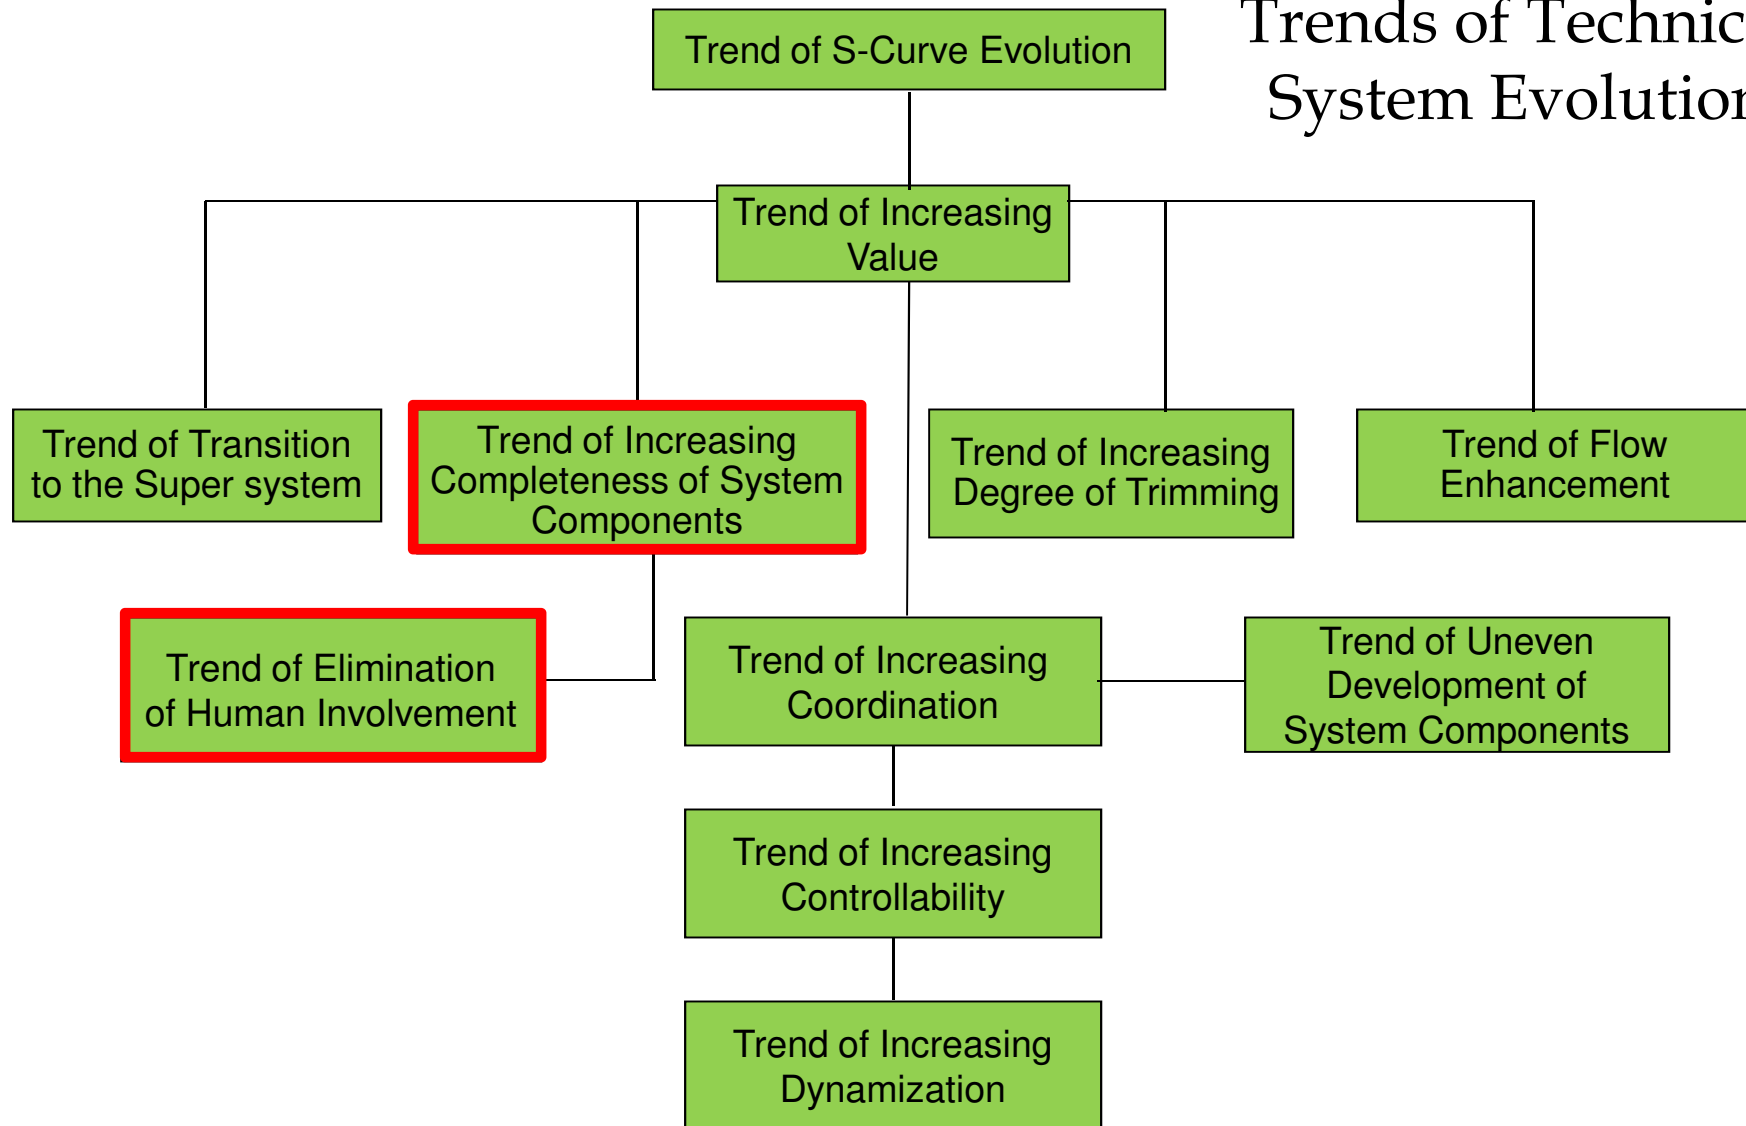 Trends of Technic
System Evolution
Trend of S-Curve Evolution
Trend of Increasing
Value
Trend of Transition
to the Super system
Trend of Increasing
Completeness of System
Components
Trend of Increasing
Degree of Trimming
Trend of Flow
Enhancement
Trend of Elimination
of Human Involvement
Trend of Increasing
Coordination
Trend of Uneven
Development of
System Components
Trend of Increasing
Controllability
Trend of Increasing
Dynamization